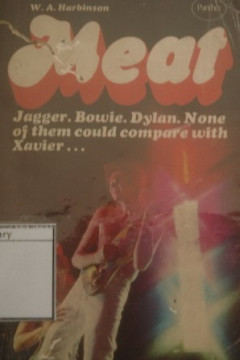 W. A. Harbinson
Meat
Jagger. Bowie. Dylan. None
of them could compare with
Xavier ...